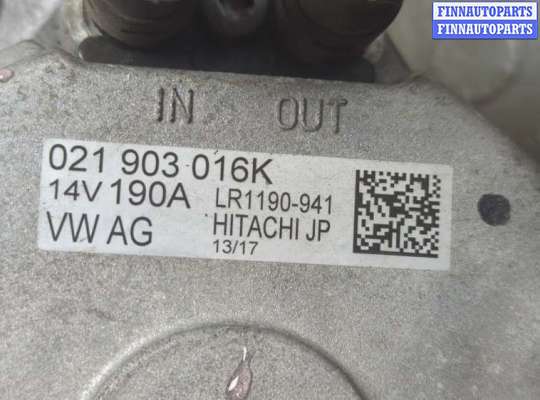 FINNAUTOPARTS
FINNAUTOPARTS
IN OUT
021 903 016K
14V 190A LR1190-941
VW AG HITACHI JP
13/17